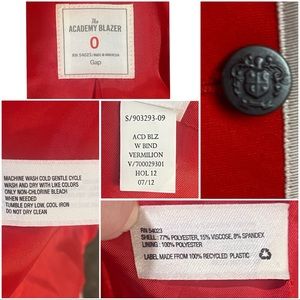 The
ACADEMY BLAZER
0
RN 54023 / MADE IN INDONESIA
Gap
S/903293-09
ACD BLZ
W BIND
VERMILION
V/700029301
HOL 12
07/12
MACHINE WASH COLD GENTLE CYCLE
WASH AND DRY WITH LIKE COLORS
ONLY NON-CHLORINE BLEACH
WHEN NEEDED
TUMBLE DRY LOW, COOL IRON
DO NOT DRY CLEAN
RN 54023
SHELL : 77% POLYESTER, 15% VISCOSE, 8% SPANDEX
LINING : 100% POLYESTER
LABEL MADE FROM 100% RECYCLED PLASTIC